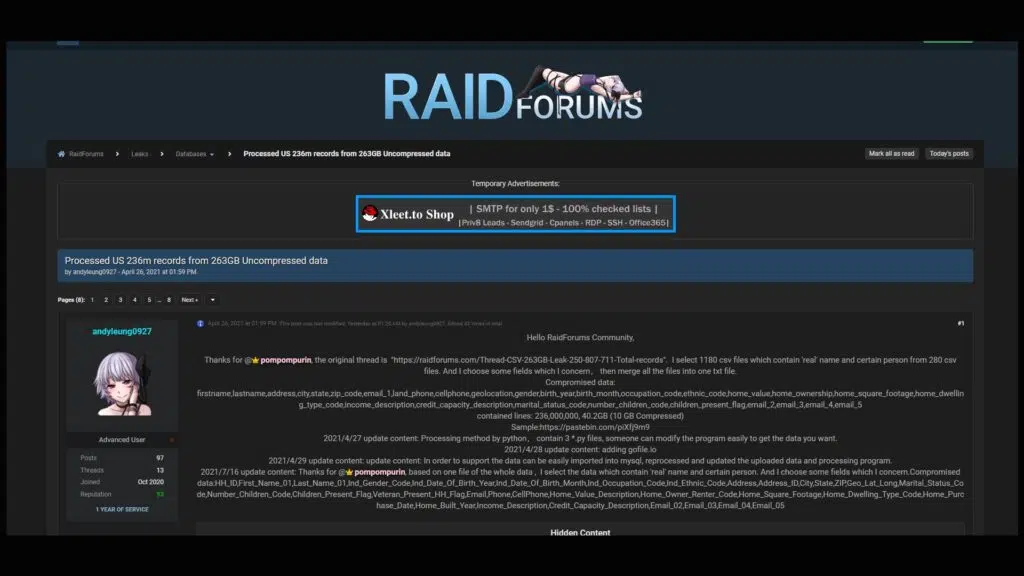 RAIDFORUMS
RaidForums › Leaks › Databases › Processed US 236m records from 263GB Uncompressed data
Mark all as read Today's posts
Temporary Advertisements:
Xleet.to Shop
| SMTP for only 1$ - 100% checked lists |
|Priv8 Leads - Sendgrid - Cpanels - RDP - SSH - Office365|
Processed US 236m records from 263GB Uncompressed data
by andyleung0927 - April 26, 2021 at 01:59 PM
Pages (8): 1 2 3 4 5 ... 8 Next »
andyleung0927
Advanced User
Posts 97
Threads 13
Joined Oct 2020
Reputation 93
1 YEAR OF SERVICE
April 26, 2021 at 01:59 PM
#1
Hello RaidForums Community,
Thanks for @pompompurin, the original thread is "https://raidforums.com/Thread-CSV-263GB-Leak-250-807-711-Total-records". I select 1180 csv files which contain 'real' name and certain person from 280 csv
files. And I choose some fields which I concern， then merge all the files into one txt file.
Compromised data:
firstname,lastname,address,city,state,zip_code,email_1,land_phone,cellphone,geolocation,gender,birth_year,birth_month,occupation_code,ethnic_code,home_value,home_ownership,home_square_footage,home_dwellin
g_type_code,income_description,credit_capacity_description,marital_status_code,number_children_code,children_present_flag,email_2,email_3,email_4,email_5
contained lines: 236,000,000, 40.2GB (10 GB Compressed)
Sample:https://pastebin.com/piXfj9m9
2021/4/27 update content: Processing method by python， contain 3 *.py files, someone can modify the program easily to get the data you want.
2021/4/28 update content: adding gofile.io
2021/4/29 update content: update content: In order to support the data can be easily imported into mysql, reprocessed and updated the uploaded data and processing program.
2021/7/16 update content: Thanks for @pompompurin, based on one file of the whole data， I select the data which contain 'real' name and certain person. And I choose some fields which I concern.Compromised
data:HH_ID,First_Name_01,Last_Name_01,Ind_Gender_Code,Ind_Date_Of_Birth_Year,Ind_Date_Of_Birth_Month,Ind_Occupation_Code,Ind_Ethnic_Code,Address,Address_ID,City,State,ZIP,Geo_Lat_Long,Marital_Status_Co
de,Number_Children_Code,Children_Present_Flag,Veteran_Present_HH_Flag,Email,Phone,CellPhone,Home_Value_Description,Home_Owner_Renter_Code,Home_Square_Footage,Home_Dwelling_Type_Code,Home_Purc
hase_Date,Home_Built_Year,Income_Description,Credit_Capacity_Description,Email_02,Email_03,Email_04,Email_05
Hidden Content